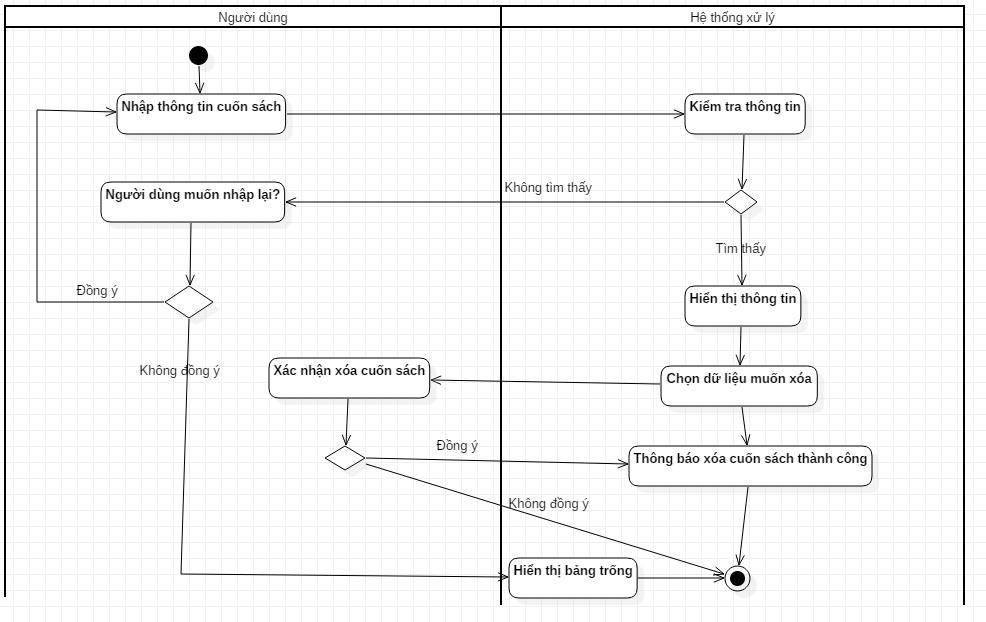 Người dùng
Hệ thống xử lý
Nhập thông tin cuốn sách
Kiểm tra thông tin
Người dùng muốn nhập lại?
Không tìm thấy
Tìm thấy
Đồng ý
Hiển thị thông tin
Không đồng ý
Xác nhận xóa cuốn sách
Chọn dữ liệu muốn xóa
Đồng ý
Thông báo xóa cuốn sách thành công
Không đồng ý
Hiển thị bảng trống